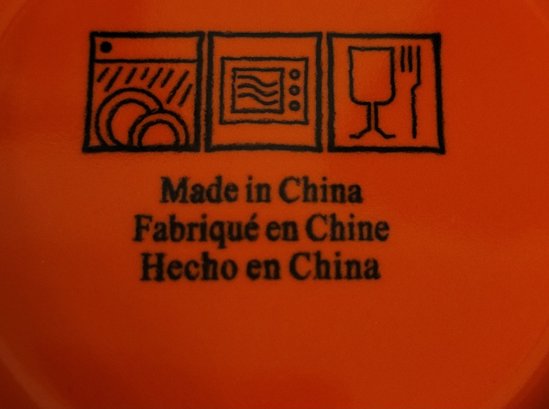 Made in China
Fabriqué en Chine
Hecho en China